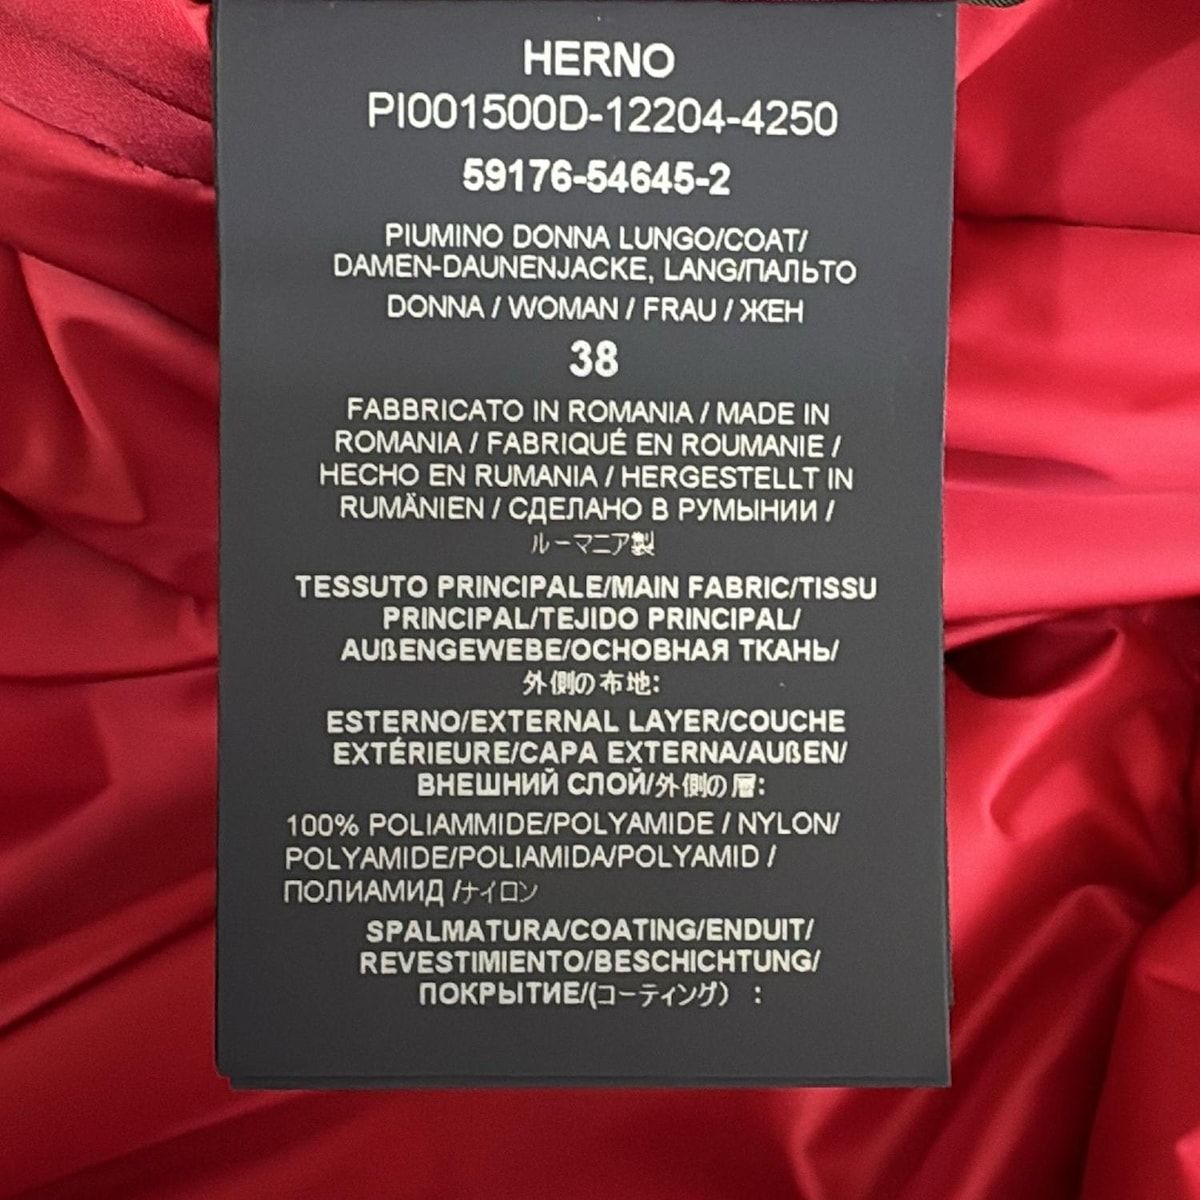 HERNO
PI001500D-12204-4250
59176-54645-2
PIUMINO DONNA LUNGO/COAT/
DAMEN-DAUNENJACKE, LANG/ПАЛЬТО
DONNA / WOMAN / FRAU / ЖЕН
38
FABBRICATO IN ROMANIA / MADE IN
ROMANIA / FABRIQUÉ EN ROUMANIE /
HECHO EN RUMANIA / HERGESTELLT IN
RUMÄNIEN / СДЕЛАНО В РУМЫНИИ /
ルーマニア製
TESSUTO PRINCIPALE/MAIN FABRIC/TISSU
PRINCIPAL/TEJIDO PRINCIPAL/
AUßENGEWEBE/ОСНОВНАЯ ТКАНЬ/
外側の布地:
ESTERNO/EXTERNAL LAYER/COUCHE
EXTÉRIEURE/CAPA EXTERNA/AUßEN/
ВНЕШНИЙ СЛОЙ/外側の層:
100% POLIAMMIDE/POLYAMIDE / NYLON/
POLYAMIDE/POLIAMIDA/POLYAMID /
ПОЛИАМИД /ナイロン
SPALMATURA/COATING/ENDUIT/
REVESTIMIENTO/BESCHICHTUNG/
ПОКРЫТИЕ/(コーティング） :